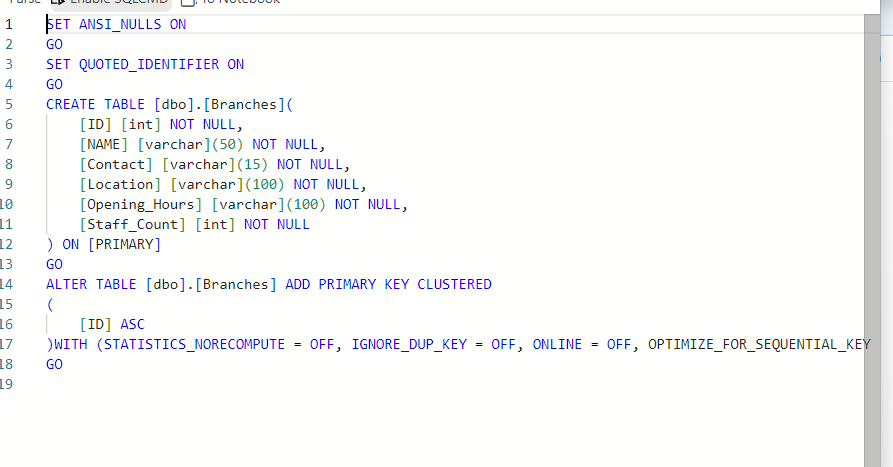 Parse Enable SQLCMD To Notebook
1 SET ANSI_NULLS ON
2 GO
3 SET QUOTED_IDENTIFIER ON
4 GO
5 CREATE TABLE [dbo].[Branches](
6 [ID] [int] NOT NULL,
7 [NAME] [varchar](50) NOT NULL,
8 [Contact] [varchar](15) NOT NULL,
9 [Location] [varchar](100) NOT NULL,
10 [Opening_Hours] [varchar](100) NOT NULL,
11 [Staff_Count] [int] NOT NULL
12 ) ON [PRIMARY]
13 GO
14 ALTER TABLE [dbo].[Branches] ADD PRIMARY KEY CLUSTERED
15 (
16 [ID] ASC
17 )WITH (STATISTICS_NORECOMPUTE = OFF, IGNORE_DUP_KEY = OFF, ONLINE = OFF, OPTIMIZE_FOR_SEQUENTIAL_KEY
18 GO
19